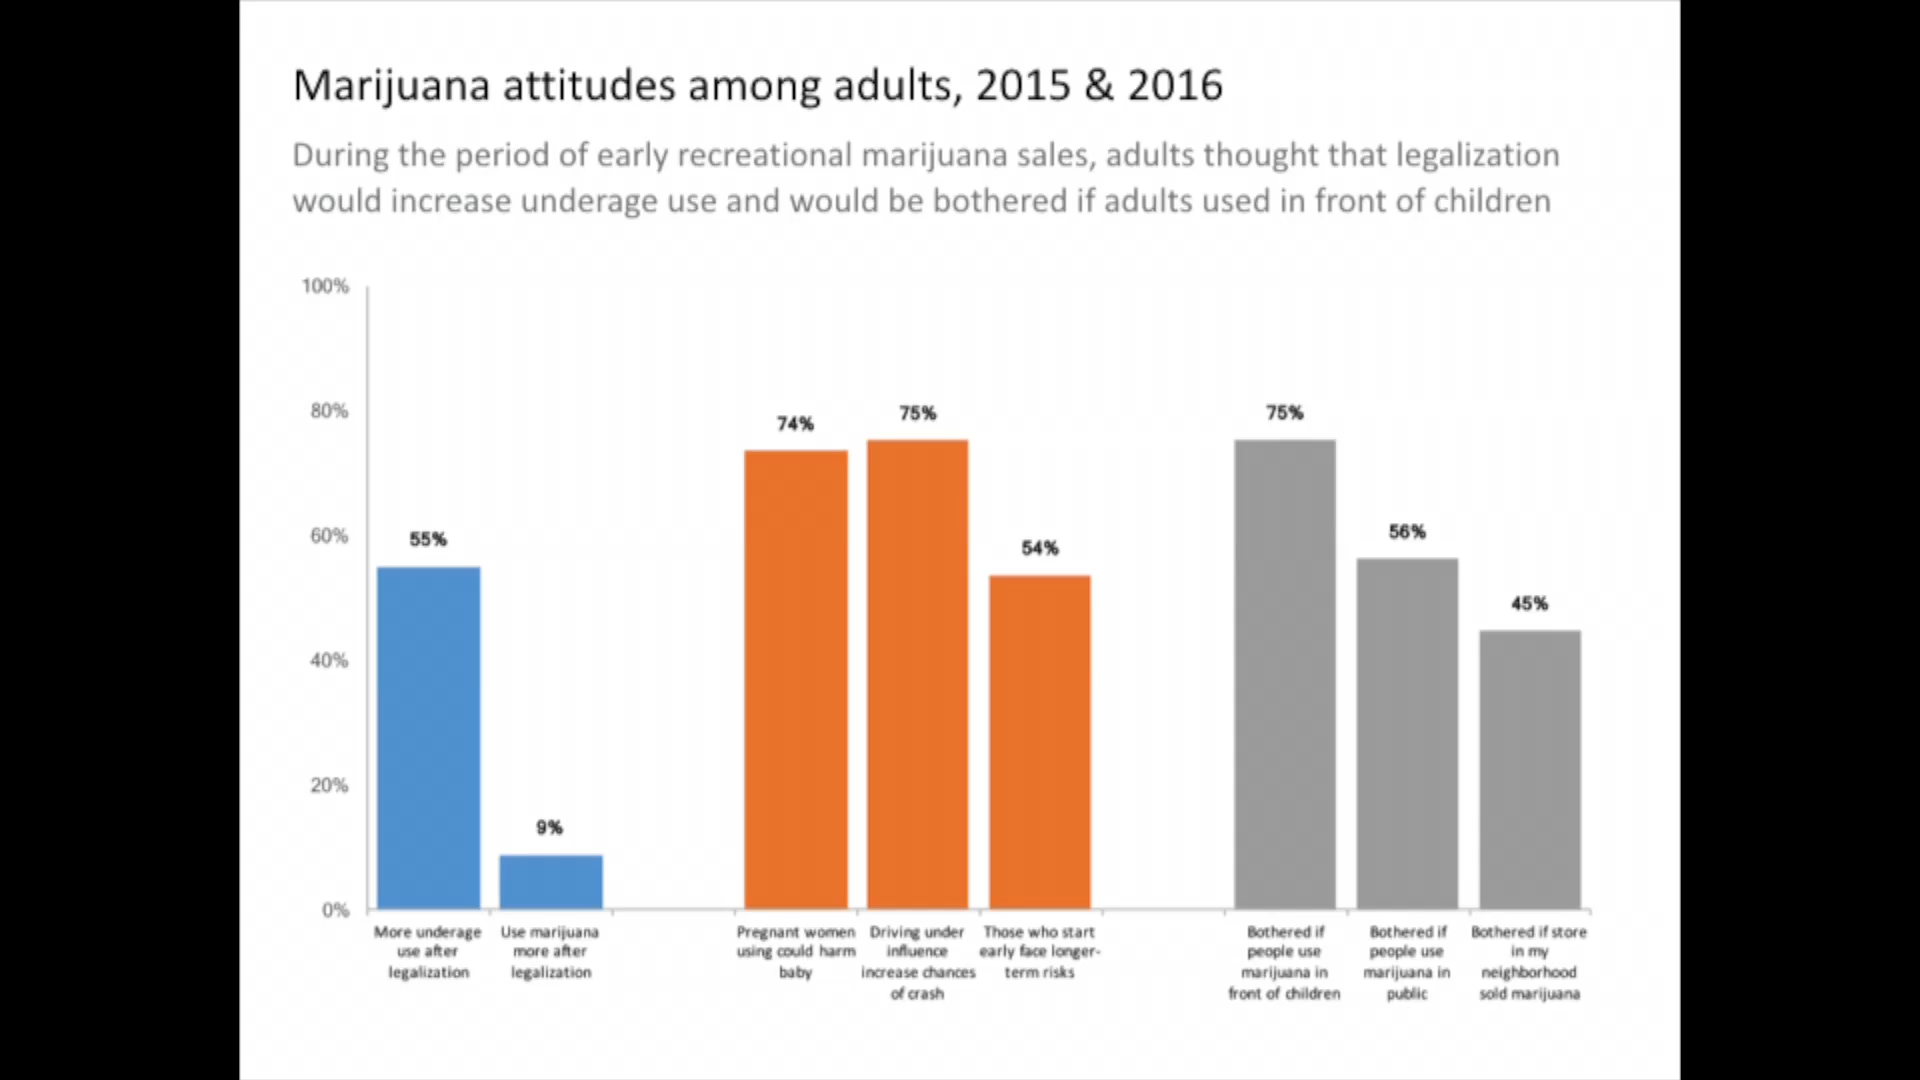 Marijuana attitudes among adults, 2015 & 2016
During the period of early recreational marijuana sales, adults thought that legalization
would increase underage use and would be bothered if adults used in front of children
100%
80%
60%
40%
20%
0%
55%
9%
74%
75%
54%
75%
56%
45%
More underage
use after
legalization
Use marijuana
more after
legalization
Pregnant women
using could harm
baby
Driving under
influence
increase chances
of crash
Those who start
early face longer-
term risks
Bothered if
people use
marijuana in
front of children
Bothered if
people use
marijuana in
public
Bothered if store
in my
neighborhood
sold marijuana